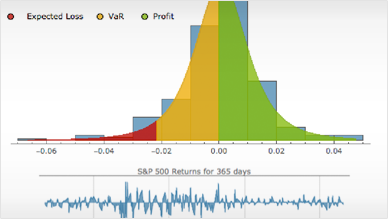 Expected Loss VaR Profit
−0.06 −0.04 −0.02 0.00 0.02 0.04
S&P 500 Returns for 365 days